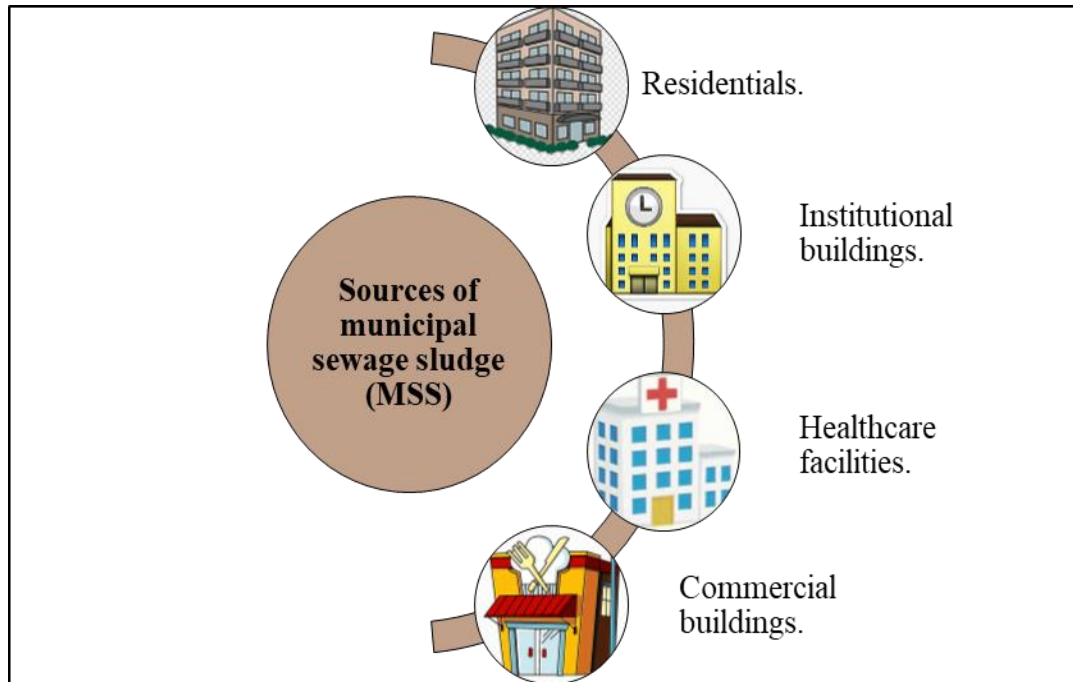 Residentials.
Institutional
buildings.
Sources of
municipal
sewage sludge
(MSS)
Healthcare
facilities.
Commercial
buildings.